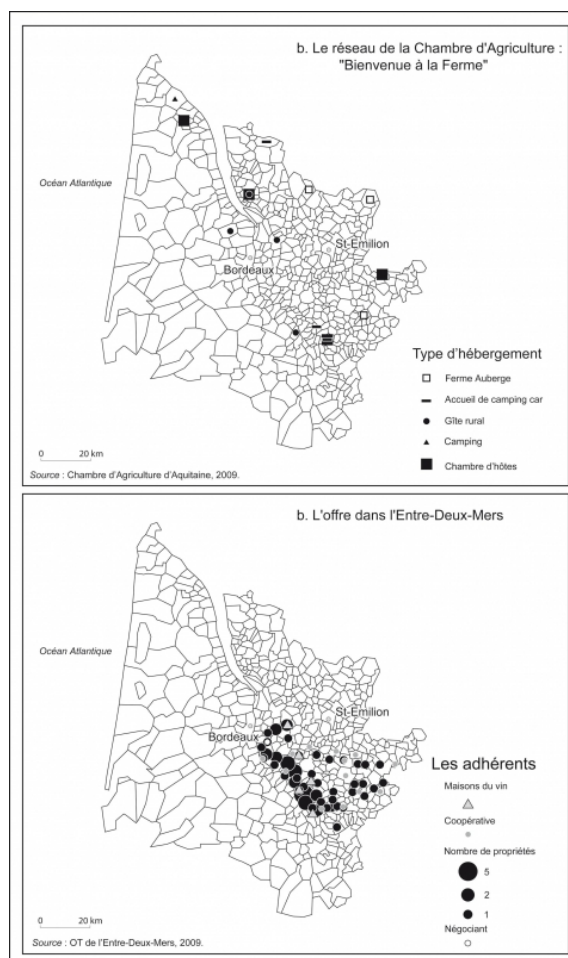 b. Le réseau de la Chambre d'Agriculture :
"Bienvenue à la Ferme"
Océan Atlantique
St-Emilion
Bordeaux
Type d'hébergement
Ferme Auberge
Accueil de camping car
Gîte rural
Camping
Chambre d'hôtes
0 20 km
Source : Chambre d'Agriculture d'Aquitaine, 2009.
b. L'offre dans l'Entre-Deux-Mers
Océan Atlantique
St-Emilion
Bordeaux
Les adhérents
Maisons du vin
Coopérative
Nombre de propriétés
5
2
1
Négociant
0 20 km
Source : OT de l'Entre-Deux-Mers, 2009.